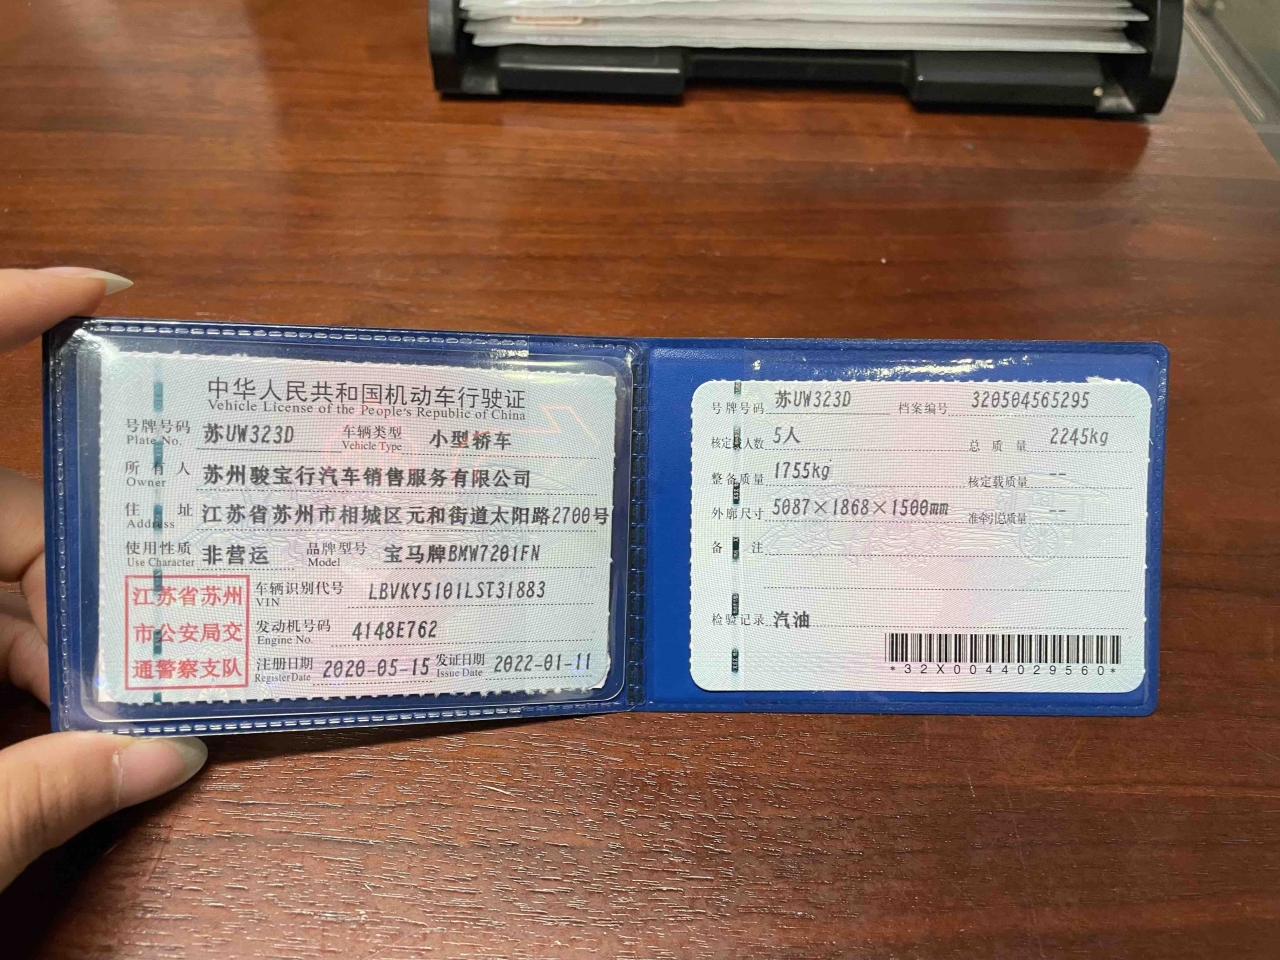 中华人民共和国机动车行驶证
Vehicle License of the People's Republic of China
号牌号码 苏UW323D 车辆类型 小型轿车
Plate No. Vehicle Type
所有人 苏州骏宝行汽车销售服务有限公司
Owner
住址 江苏省苏州市相城区元和街道太阳路2700号
Address
使用性质 非营运 品牌型号 宝马牌BMW7201FN
Use Character Model
江苏省苏州
市公安局交
通警察支队
车辆识别代号 LBVKY5101LST31883
VIN
发动机号码 4148E762
Engine No.
注册日期 2020-05-15 发证日期 2022-01-11
Register Date Issue Date
号牌号码 苏UW323D 档案编号 320504565295
核定载人数 5人 总质量 2245kg
整备质量 1755kg 核定载质量 --
外廓尺寸 5087×1868×1500mm 准牵引总质量 --
备注
检验记录 汽油
*32X0044029560*